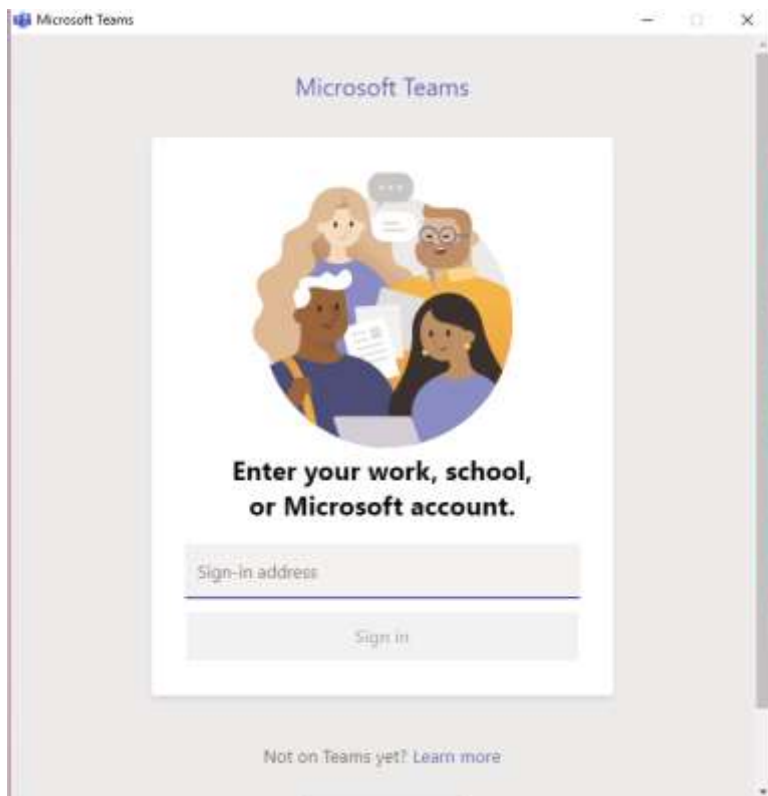 Microsoft Teams
Microsoft Teams
Enter your work, school,
or Microsoft account.
Sign-in address
Sign in
Not on Teams yet? Learn more